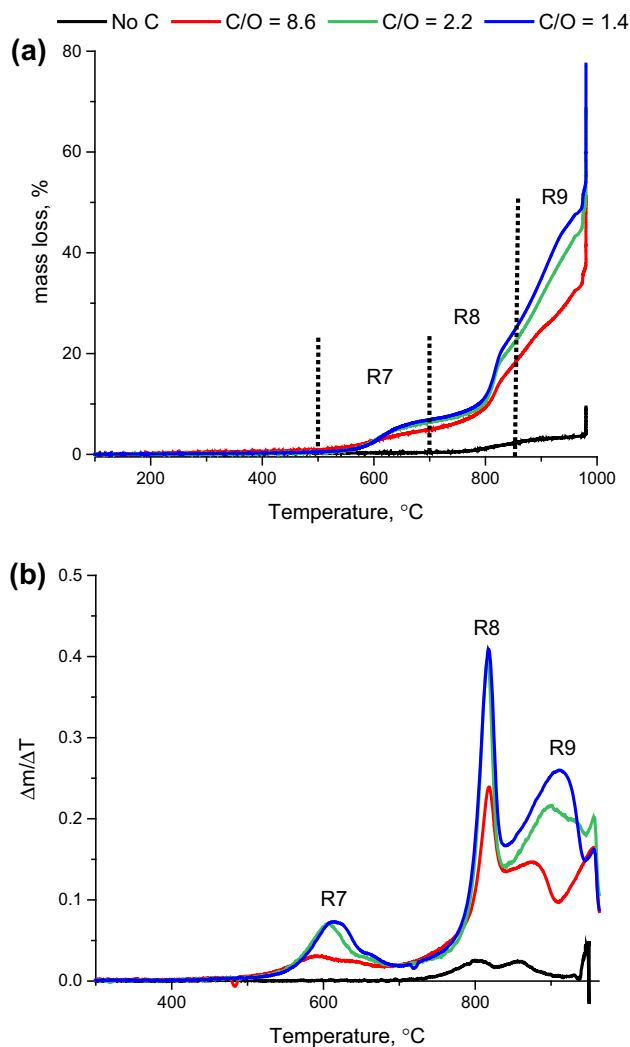 No C C/O = 8.6 C/O = 2.2 C/O = 1.4
(a)
80
60
40
20
0
mass loss, %
R7
R8
R9
200 400 600 800 1000
Temperature, °C
(b)
0.5
0.4
0.3
0.2
0.1
0.0
Δm/ΔT
R7
R8
R9
400 600 800
Temperature, °C